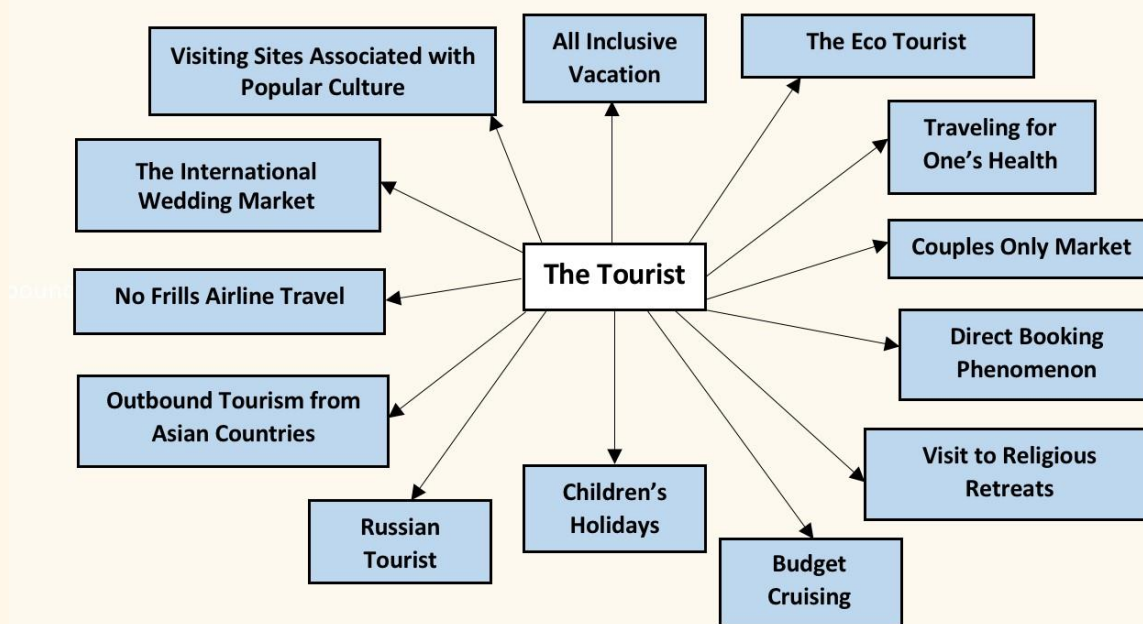 Visiting Sites Associated with
Popular Culture
All Inclusive
Vacation
The Eco Tourist
Traveling for
One's Health
The International
Wedding Market
Couples Only Market
The Tourist
No Frills Airline Travel
Direct Booking
Phenomenon
Outbound Tourism from
Asian Countries
Visit to Religious
Retreats
Children's
Holidays
Russian
Tourist
Budget
Cruising